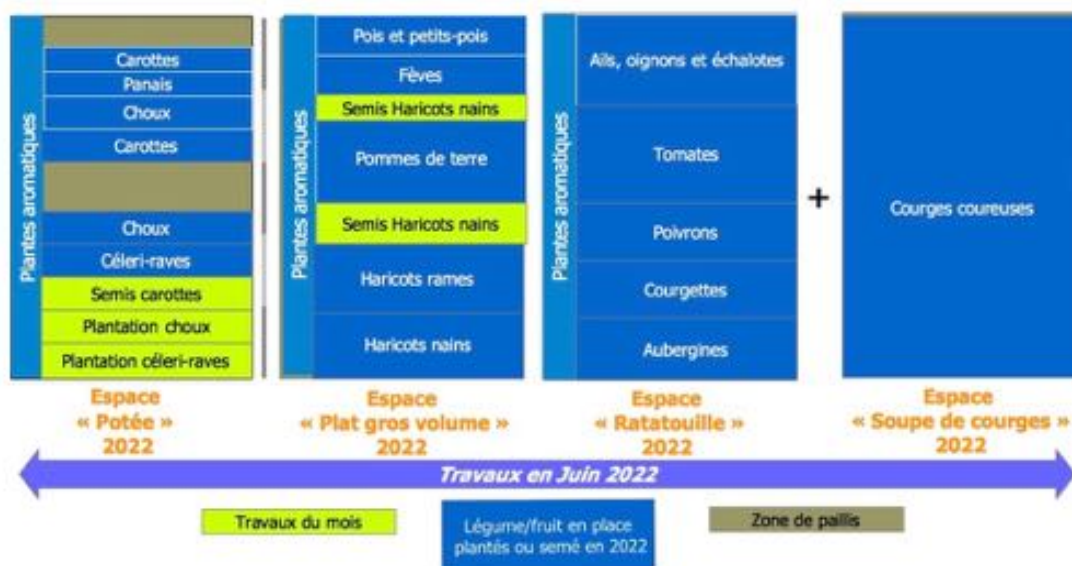 Plantes aromatiques
Carottes
Panais
Choux
Carottes
Choux
Céleri-raves
Semis carottes
Plantation choux
Plantation céleri-raves
Espace
« Potée »
2022
Plantes aromatiques
Pois et petits-pois
Fèves
Semis Haricots nains
Pommes de terre
Semis Haricots nains
Haricots rames
Haricots nains
Espace
« Plat gros volume »
2022
Plantes aromatiques
Ails, oignons et échalotes
Tomates
Poivrons
Courgettes
Aubergines
Espace
« Ratatouille »
2022
+
Courges coureuses
Espace
« Soupe de courges »
2022
Travaux en Juin 2022
Travaux du mois
Légume/fruit en place
plantés ou semé en 2022
Zone de paillis